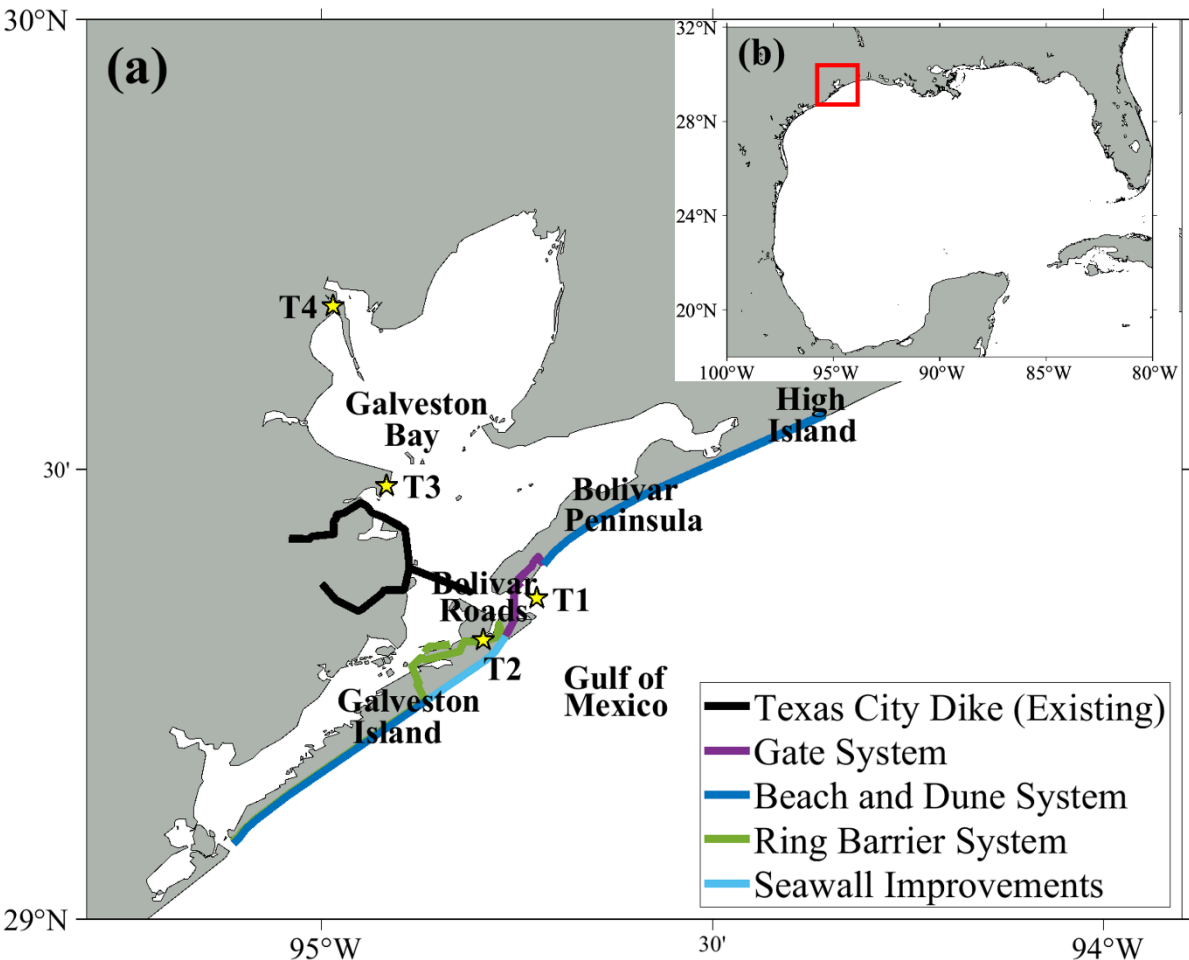 30°N
(a)
(b)
32°N
28°N
24°N
20°N
100°W
95°W
90°W
85°W
80°W
T4
Galveston
Bay
High
Island
30'
T3
Bolivar
Peninsula
Bolivar
Roads
T1
T2
Gulf of
Mexico
Galveston
Island
Texas City Dike (Existing)
Gate System
Beach and Dune System
Ring Barrier System
Seawall Improvements
29°N
95°W
30'
94°W